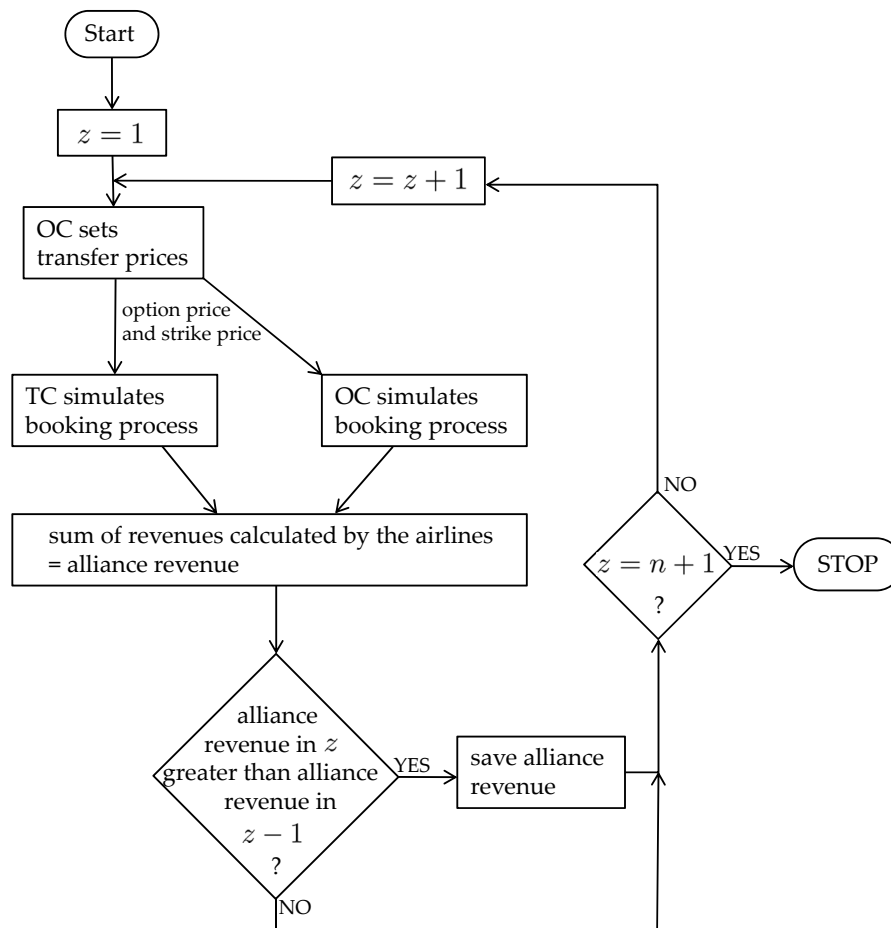 Start
z = 1
z = z + 1
OC sets
transfer prices
option price
and strike price
TC simulates
booking process
OC simulates
booking process
sum of revenues calculated by the airlines
= alliance revenue
NO
z = n + 1
?
YES
STOP
alliance
revenue in z
greater than alliance
revenue in
z − 1
?
YES
save alliance
revenue
NO